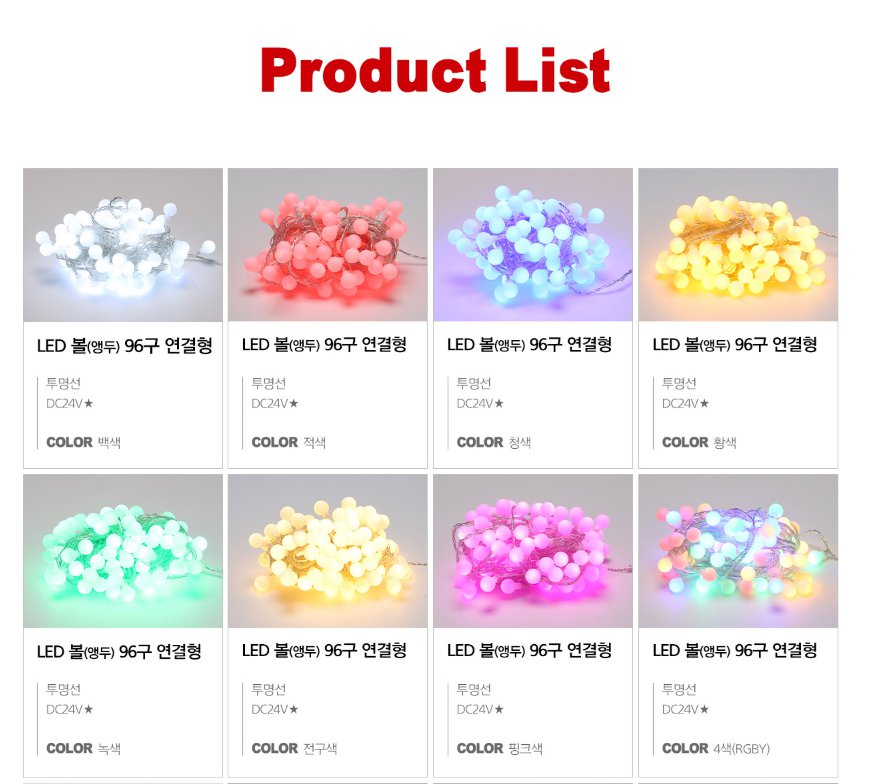 Product List
LED 볼(앵두) 96구 연결형
투명선
DC24V★
COLOR 백색
LED 볼(앵두) 96구 연결형
투명선
DC24V★
COLOR 적색
LED 볼(앵두) 96구 연결형
투명선
DC24V★
COLOR 청색
LED 볼(앵두) 96구 연결형
투명선
DC24V★
COLOR 황색
LED 볼(앵두) 96구 연결형
투명선
DC24V★
COLOR 녹색
LED 볼(앵두) 96구 연결형
투명선
DC24V★
COLOR 전구색
LED 볼(앵두) 96구 연결형
투명선
DC24V★
COLOR 핑크색
LED 볼(앵두) 96구 연결형
투명선
DC24V★
COLOR 4색(RGBY)